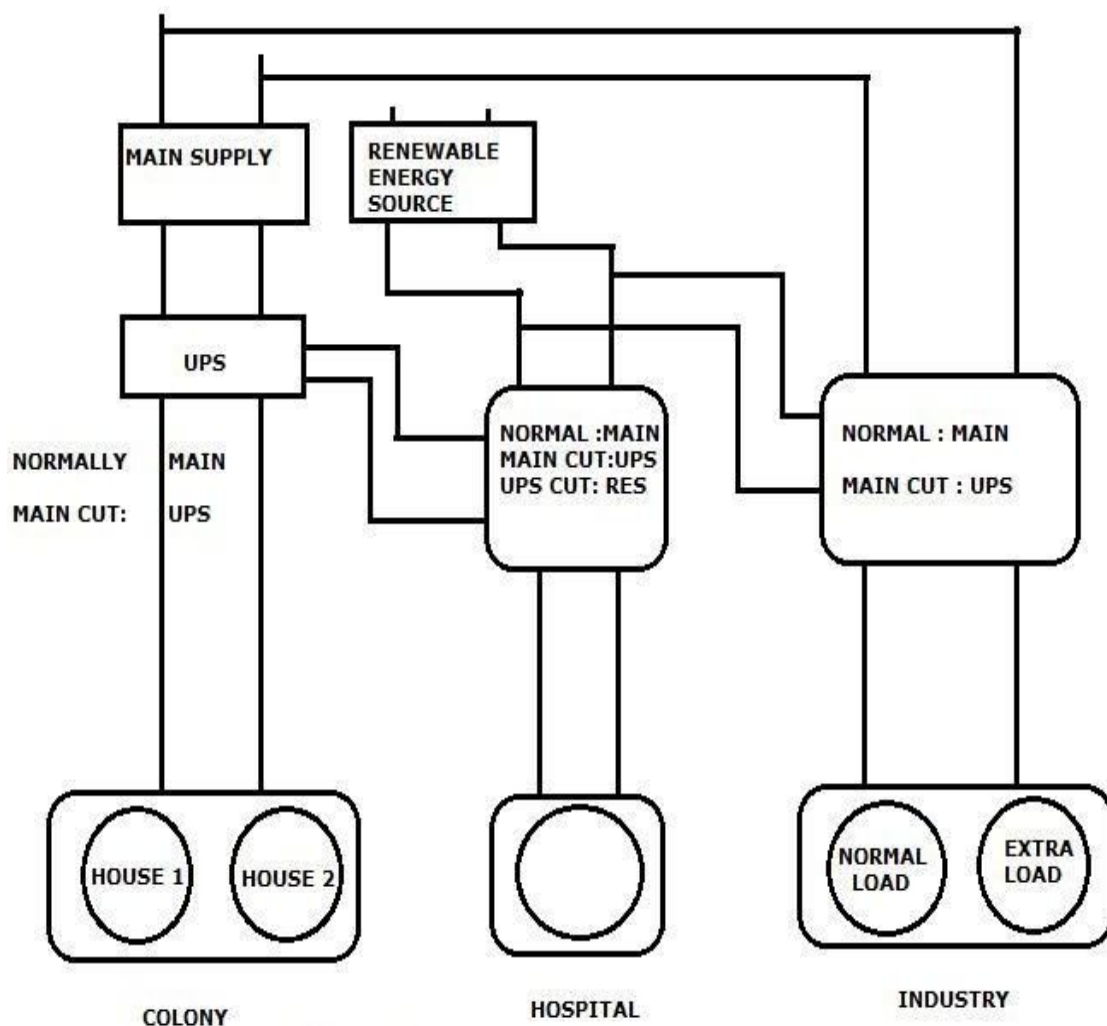 MAIN SUPPLY
RENEWABLE
ENERGY
SOURCE
UPS
NORMALLY MAIN
MAIN CUT: UPS
NORMAL :MAIN
MAIN CUT:UPS
UPS CUT: RES
NORMAL : MAIN
MAIN CUT : UPS
HOUSE 1
HOUSE 2
NORMAL
LOAD
EXTRA
LOAD
COLONY
HOSPITAL
INDUSTRY